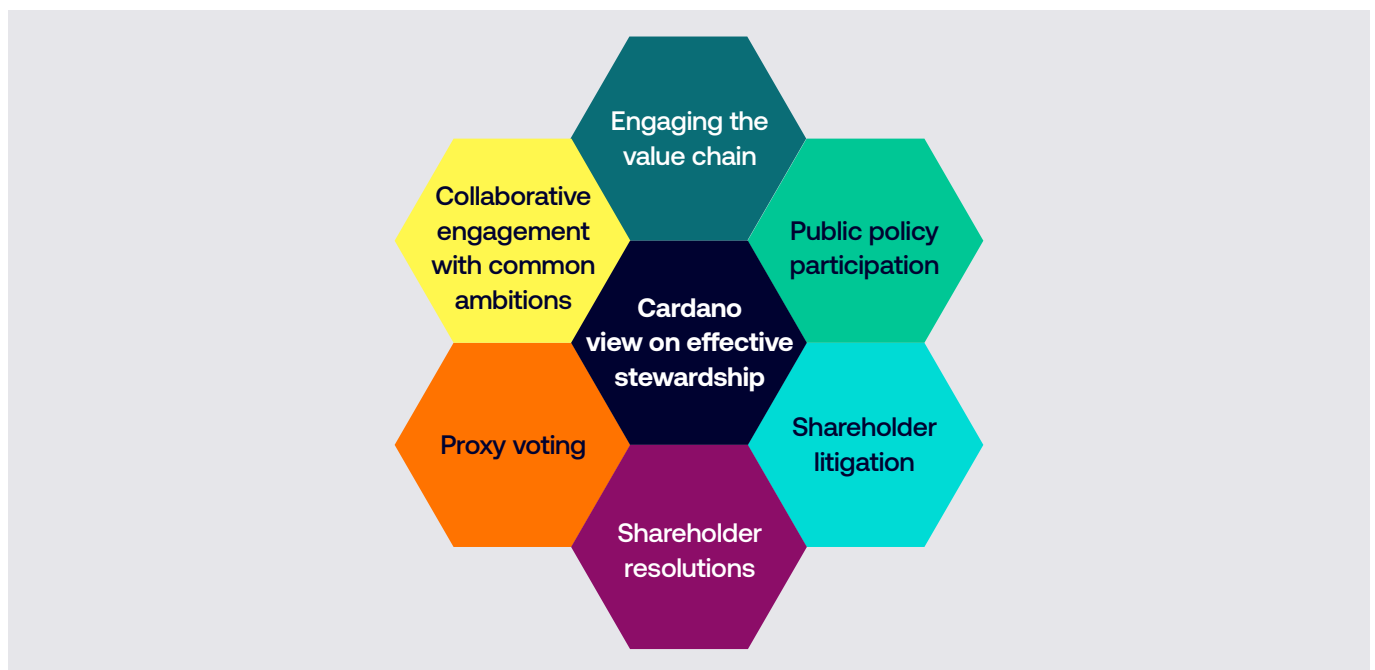 Engaging the
value chain
Collaborative
engagement
with common
ambitions
Public policy
participation
Cardano
view on effective
stewardship
Proxy voting
Shareholder
litigation
Shareholder
resolutions